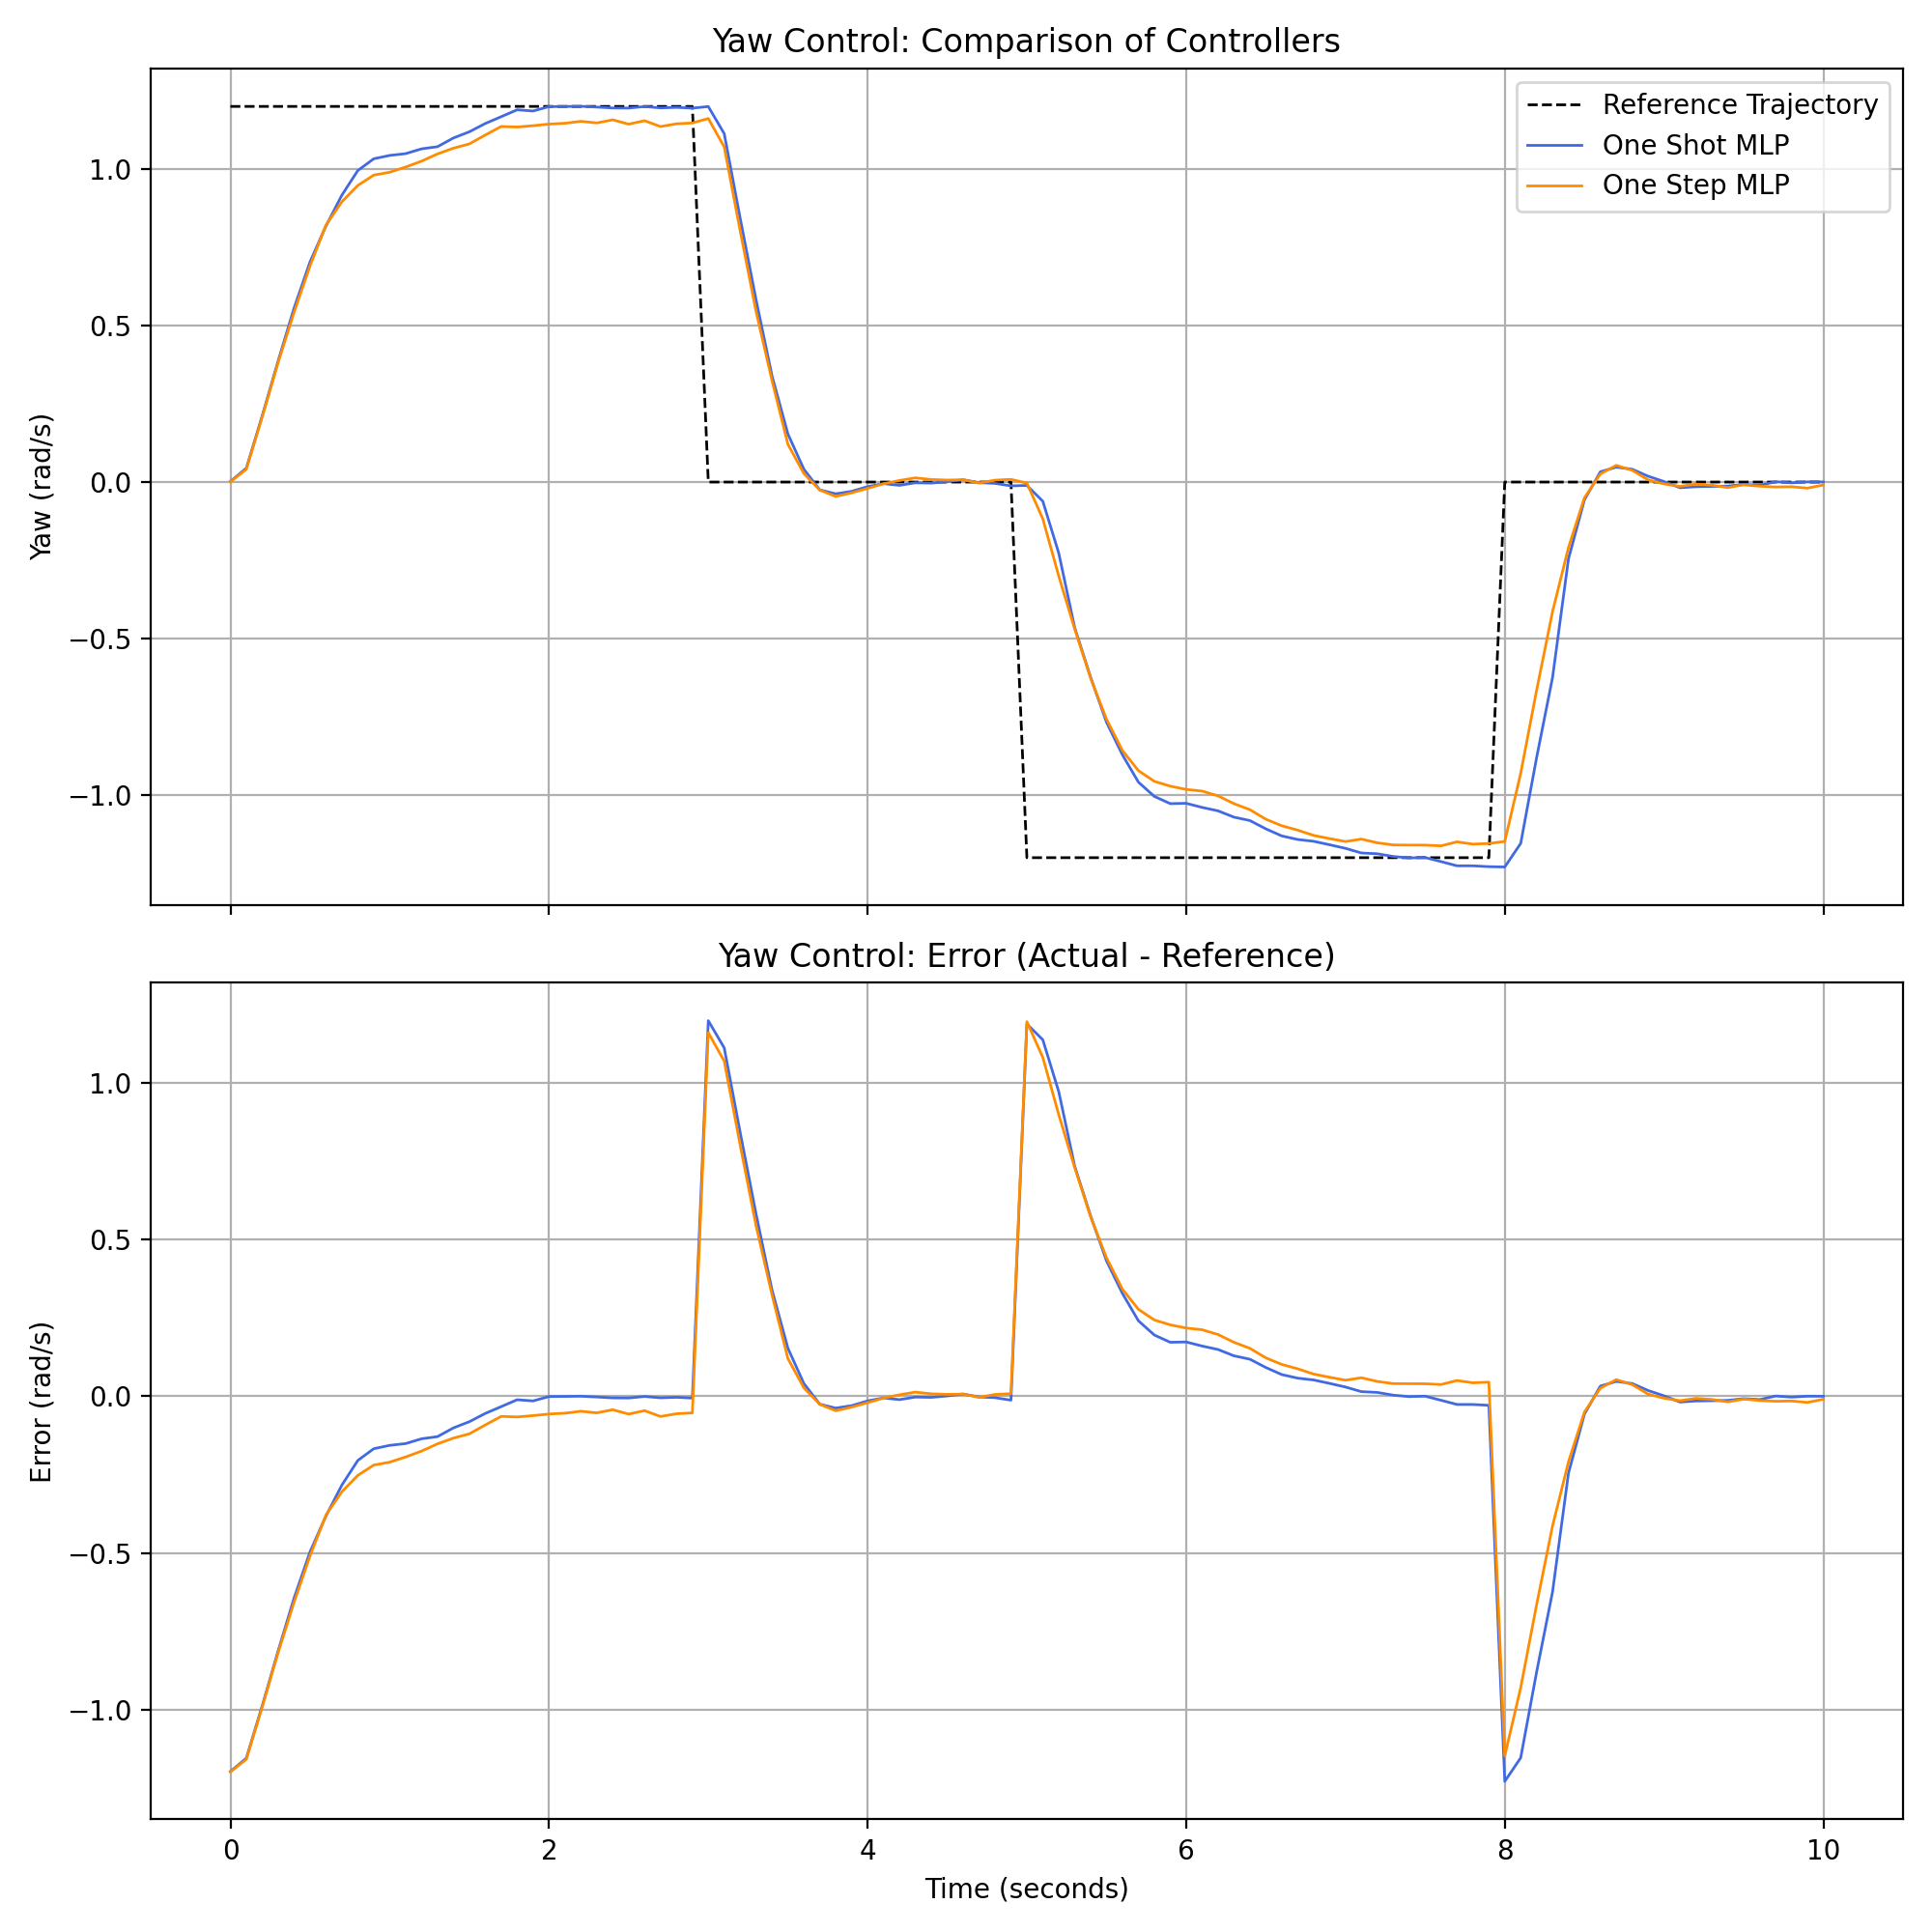 Yaw Control: Comparison of Controllers
Reference Trajectory
One Shot MLP
One Step MLP
Yaw (rad/s)
1.0
0.5
0.0
−0.5
−1.0
Yaw Control: Error (Actual - Reference)
Error (rad/s)
1.0
0.5
0.0
−0.5
−1.0
0 2 4 6 8 10
Time (seconds)